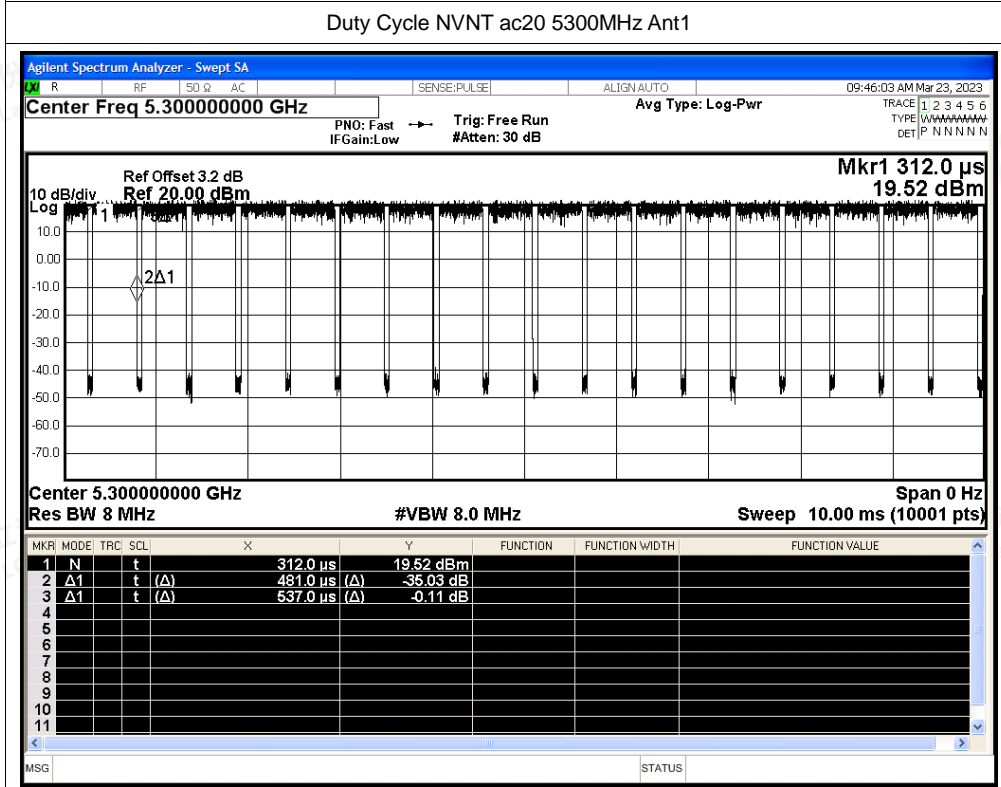 Duty Cycle NVNT ac20 5300MHz Ant1
Agilent Spectrum Analyzer - Swept SA
LXI R RF 50 Ω AC SENSE:PULSE ALIGN AUTO 09:46:03 AM Mar 23, 2023
Center Freq 5.300000000 GHz Avg Type: Log-Pwr TRACE 1 2 3 4 5 6
PNO: Fast Trig: Free Run TYPE WWWWWW
IFGain:Low #Atten: 30 dB DET P N N N N N
Mkr1 312.0 µs
Ref Offset 3.2 dB
10 dB/div Ref 20.00 dBm 19.52 dBm
Log
1
10.0
0.00
2Δ1
-10.0
-20.0
-30.0
-40.0
-50.0
-60.0
-70.0
Center 5.300000000 GHz Span 0 Hz
Res BW 8 MHz #VBW 8.0 MHz Sweep 10.00 ms (10001 pts)
MKR MODE TRC SCL X Y FUNCTION FUNCTION WIDTH FUNCTION VALUE
1 N t 312.0 µs 19.52 dBm
2 Δ1 t (Δ) 481.0 µs (Δ) -35.03 dB
3 Δ1 t (Δ) 537.0 µs (Δ) -0.11 dB
4
5
6
7
8
9
10
11
MSG STATUS